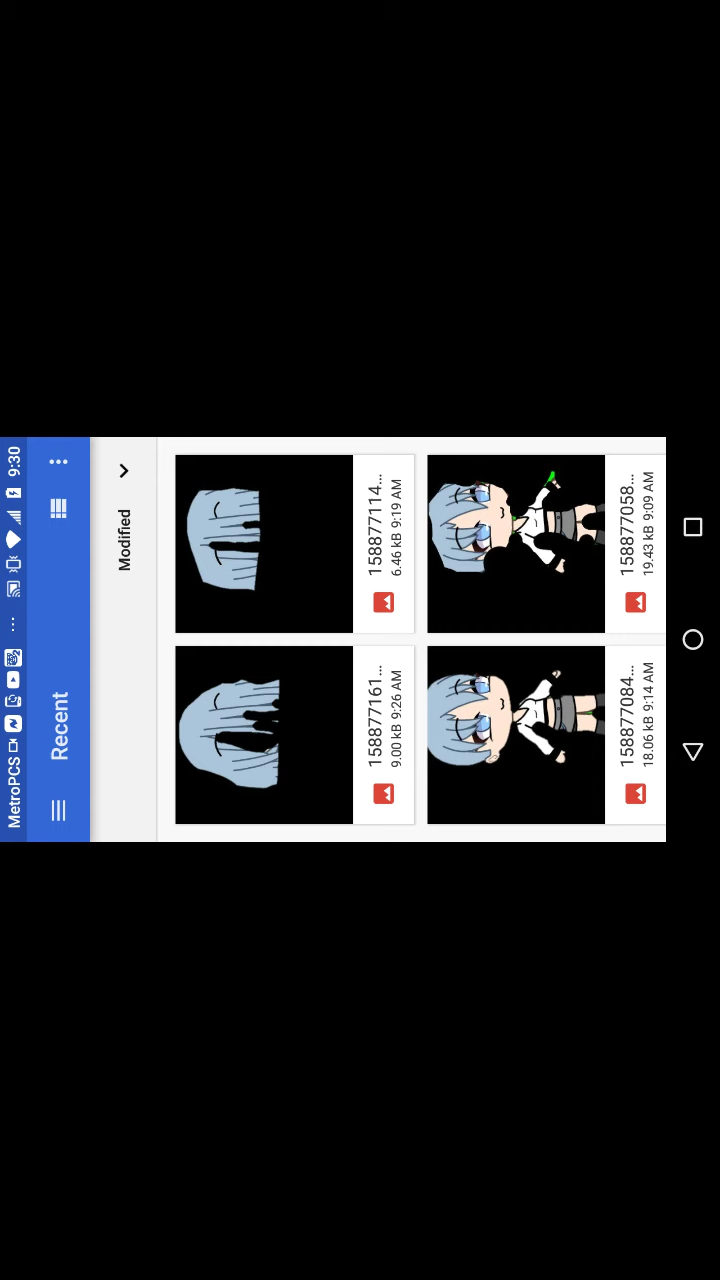 MetroPCS 9:30
Recent
Modified
158877161...
9.00 kB 9:26 AM
158877114...
6.46 kB 9:19 AM
158877084...
18.06 kB 9:14 AM
158877058...
19.43 kB 9:09 AM